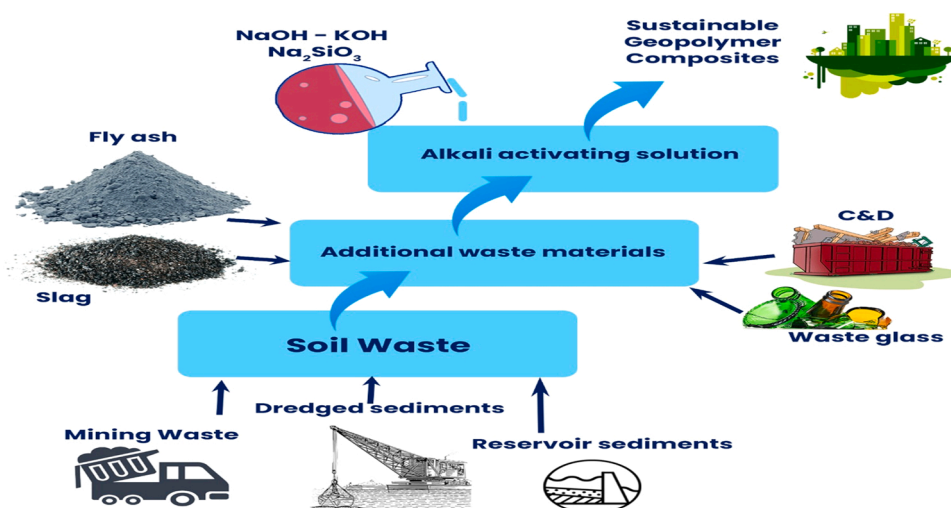 NaOH – KOH
Na₂SiO₃
Sustainable
Geopolymer
Composites
Fly ash
Alkali activating solution
C&D
Additional waste materials
Slag
Waste glass
Soil Waste
Dredged sediments
Mining Waste
Reservoir sediments